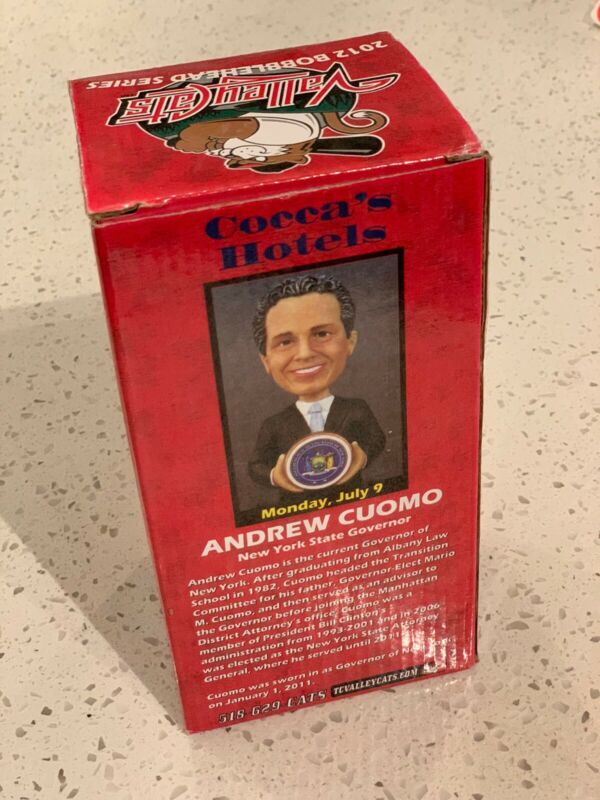 2012 BOBBLEHEAD SERIES
ValleyCats
Cocca's
Hotels
Monday, July 9
ANDREW CUOMO
New York State Governor
Andrew Cuomo is the current Governor of
New York. After graduating from Albany Law
School in 1982, Cuomo headed the Transition
Committee for his father, Governor-Elect Mario
M. Cuomo, and then served as an advisor to
the Governor before joining the Manhattan
District Attorney's office. Cuomo was a
member of President Bill Clinton's
administration from 1993-2001 and in 2006
was elected as the New York State Attorney
General, where he served until
Cuomo was sworn in as Governor of
on January 1, 2011.
518-629-CATS TCVALLEYCATS.COM